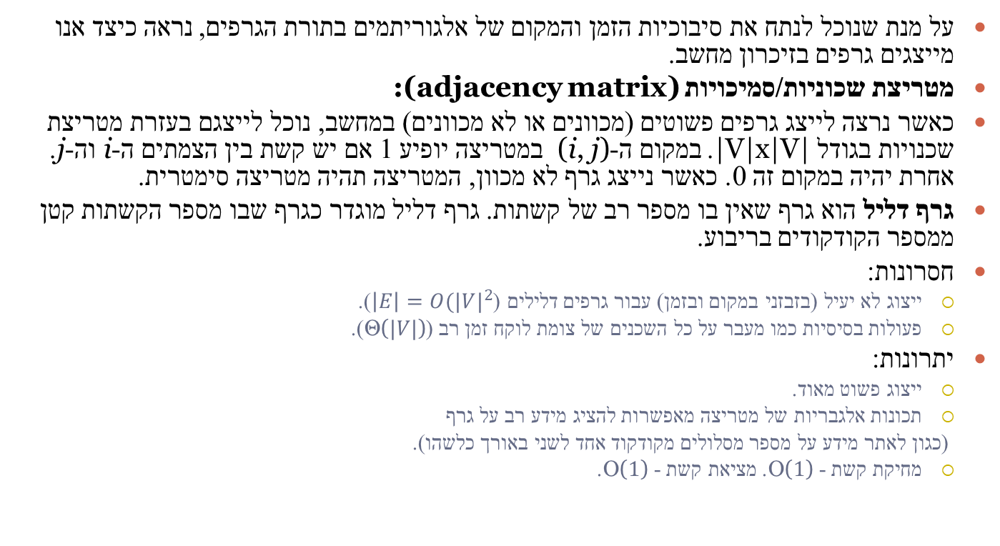 • על מנת שנוכל לנתח את סיבוכיות הזמן והמקום של אלגוריתמים בתורת הגרפים, נראה כיצד אנו
מייצגים גרפים בזיכרון מחשב.
• מטריצת שכוניות/סמיכויות (adjacency matrix):
• כאשר נרצה לייצג גרפים פשוטים (מכוונים או לא מכוונים) במחשב, נוכל לייצגם בעזרת מטריצת
שכנויות בגודל |V|x|V|. במקום ה-(i, j) במטריצה יופיע 1 אם יש קשת בין הצמתים ה-i וה-j.
אחרת יהיה במקום זה 0. כאשר נייצג גרף לא מכוון, המטריצה תהיה מטריצה סימטרית.
• גרף דליל הוא גרף שאין בו מספר רב של קשתות. גרף דליל מוגדר כגרף שבו מספר הקשתות קטן
ממספר הקודקודים בריבוע.
• חסרונות:
○ ייצוג לא יעיל (בזבזני במקום ובזמן) עבור גרפים דלילים (|E| = O(|V|²).
○ פעולות בסיסיות כמו מעבר על כל השכנים של צומת לוקח זמן רב (Θ(|V|)).
• יתרונות:
○ ייצוג פשוט מאוד.
○ תכונות אלגבריות של מטריצה מאפשרות להציג מידע רב על גרף
(כגון לאתר מידע על מספר מסלולים מקודקוד אחד לשני באורך כלשהו).
○ מחיקת קשת - O(1). מציאת קשת - O(1).